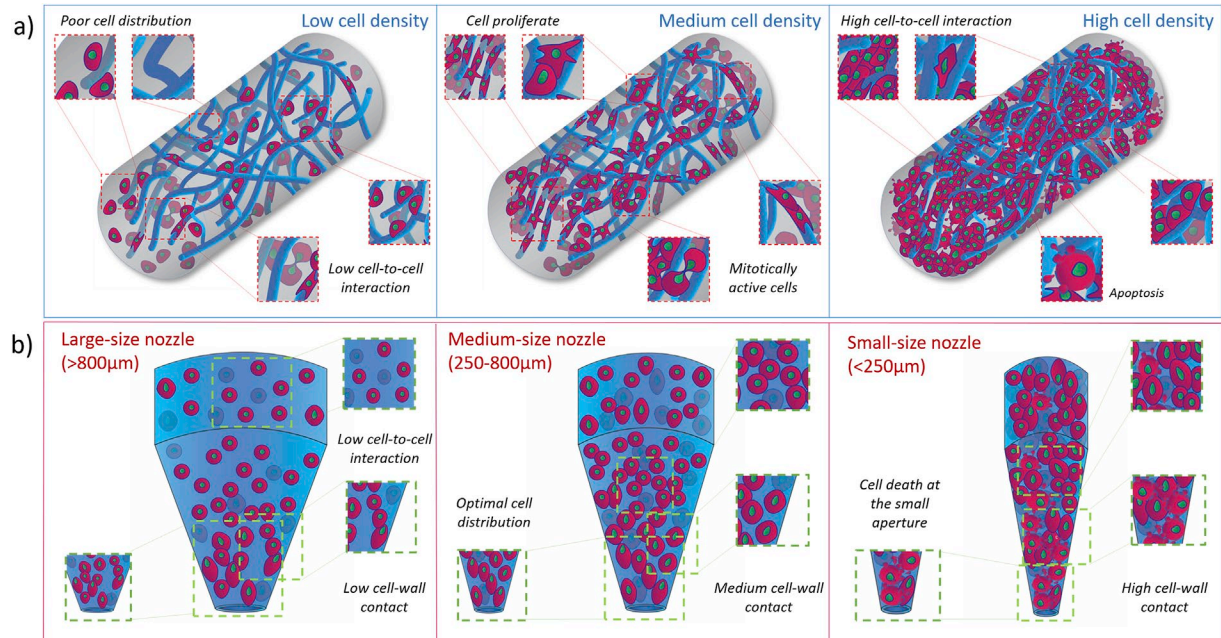 a)
Poor cell distribution
Low cell density
Low cell-to-cell
interaction
Cell proliferate
Medium cell density
Mitotically
active cells
High cell-to-cell interaction
High cell density
Apoptosis
b)
Large-size nozzle
(>800µm)
Low cell-to-cell
interaction
Low cell-wall
contact
Medium-size nozzle
(250-800µm)
Optimal cell
distribution
Medium cell-wall
contact
Small-size nozzle
(<250µm)
Cell death at
the small
aperture
High cell-wall
contact